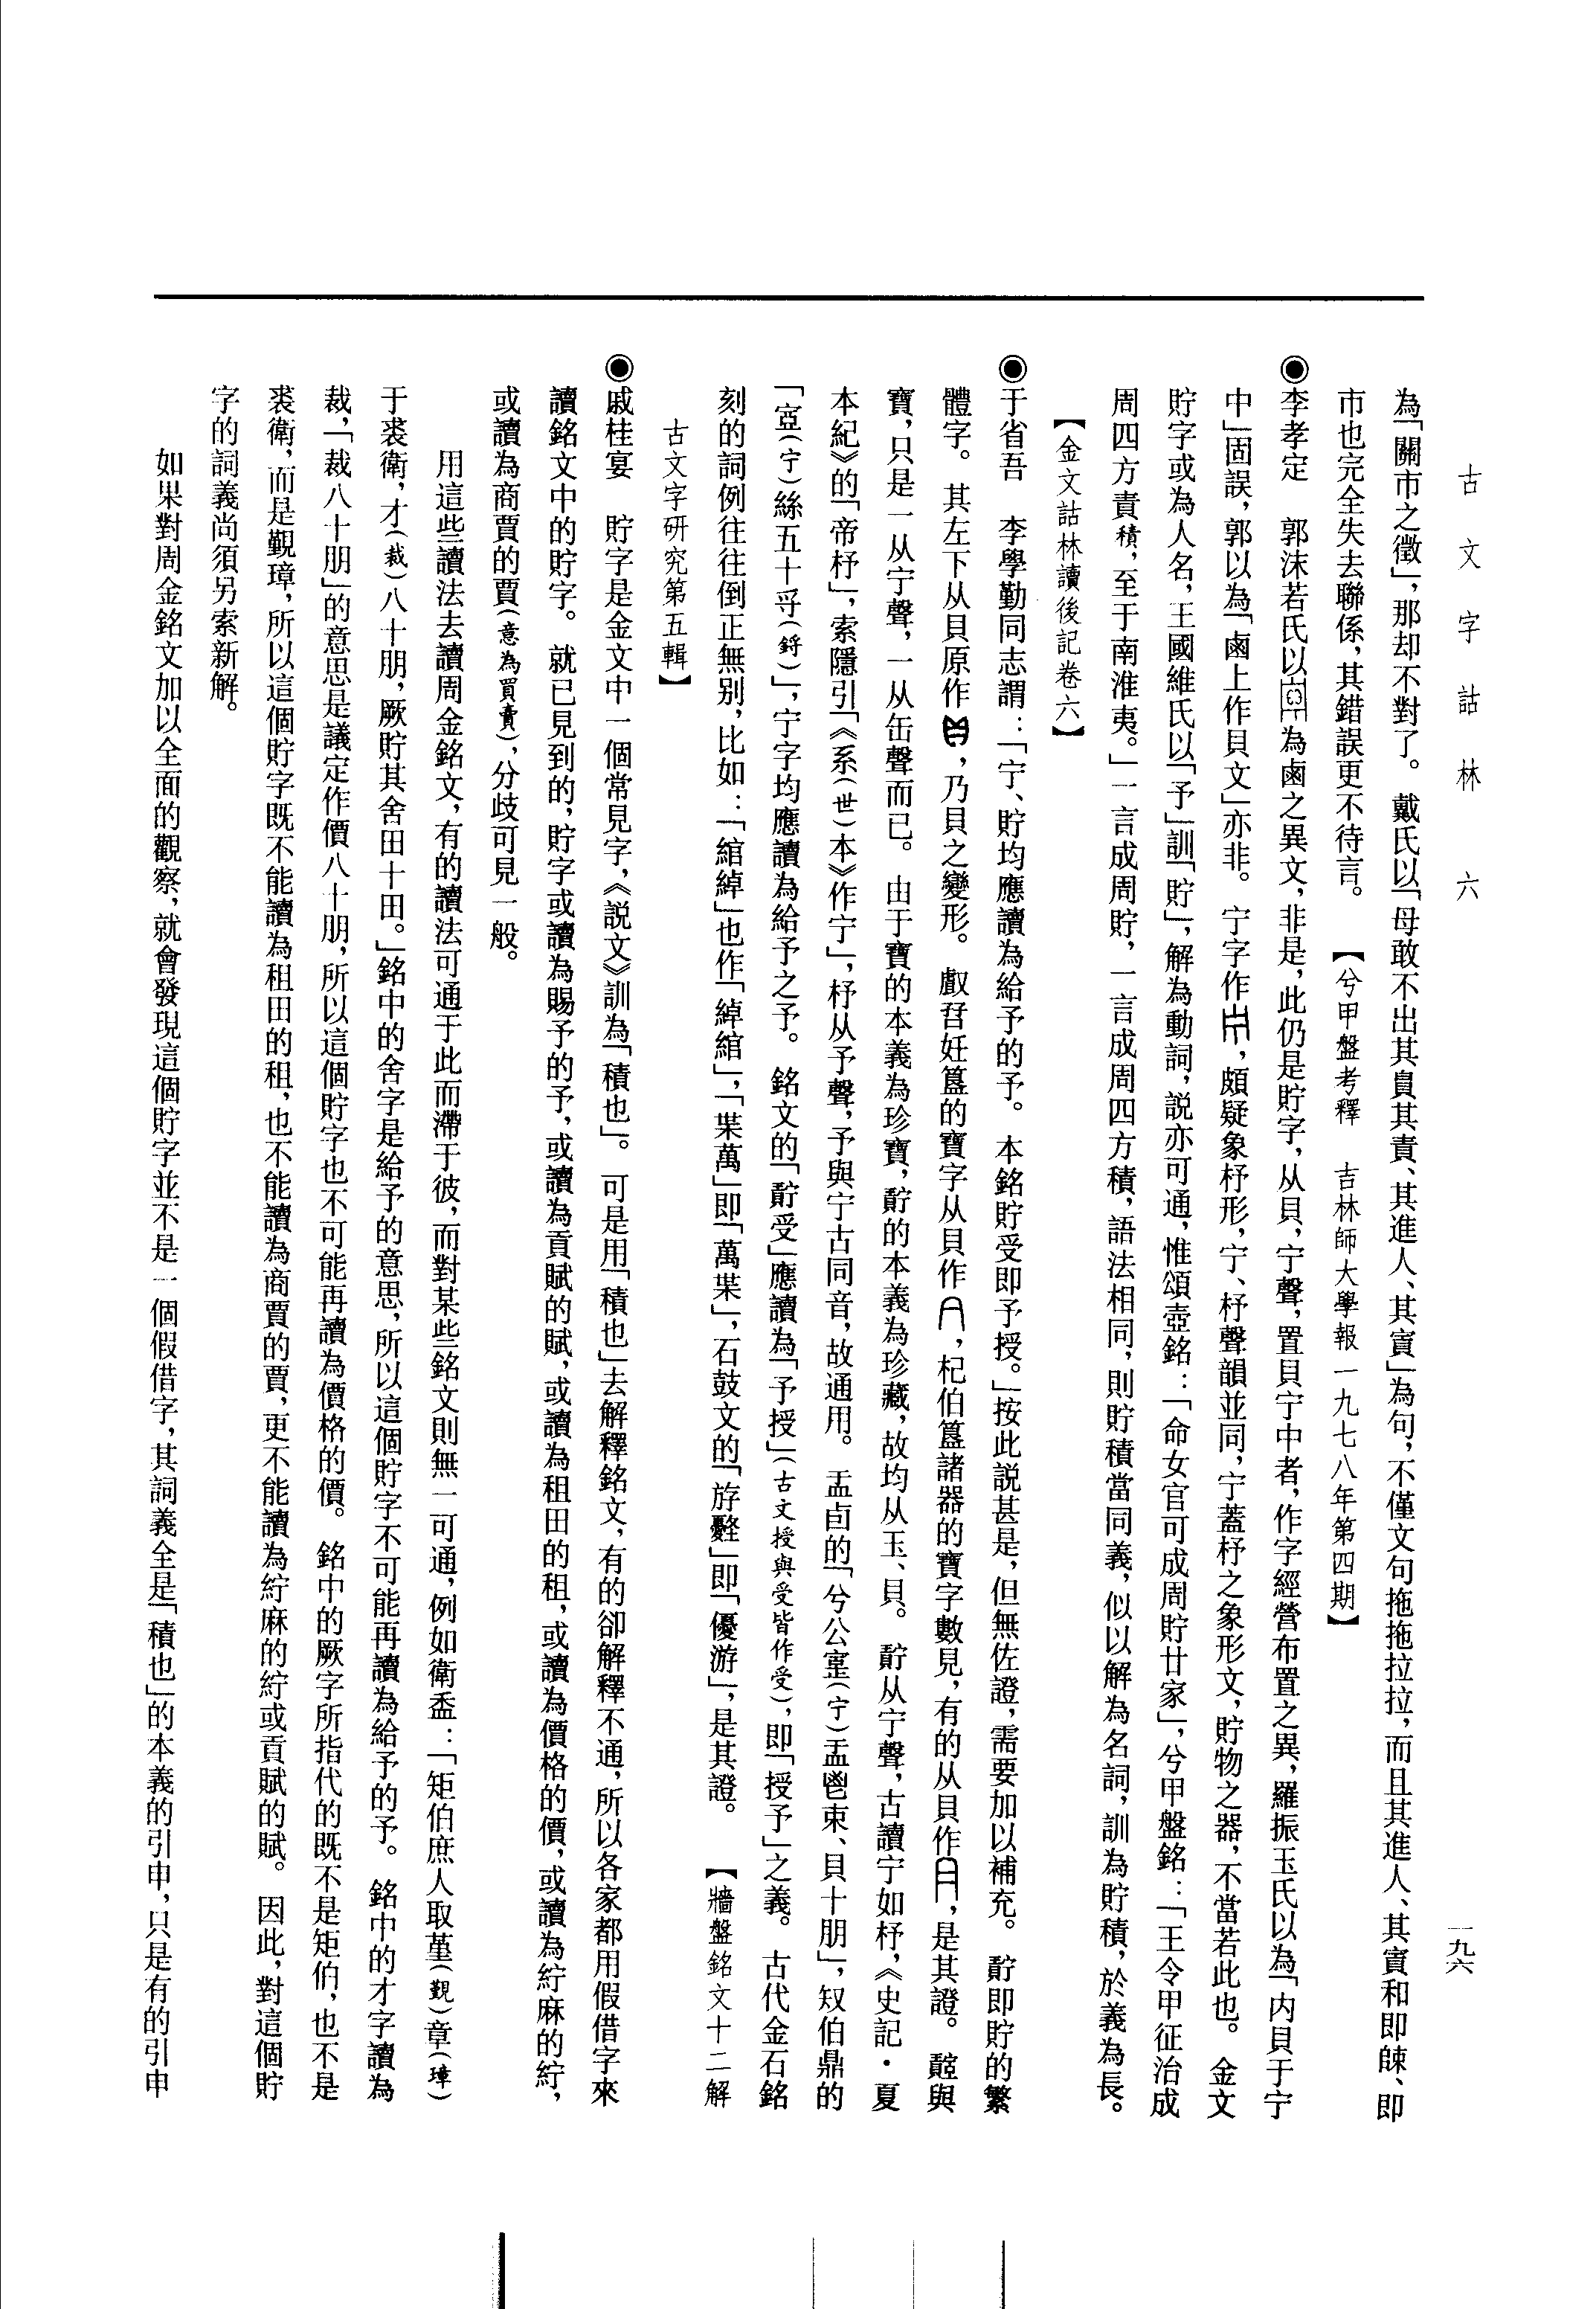 古文字詁林 六
一九六
為「關市之徵」，那却不對了。戴氏以「母敢不出其𧵩其責、其進人、其賓」為句，不僅文句拖拖拉拉，而且其進人、其賓和即諫、即
市也完全失去聯係，其錯誤更不待言。【兮甲盤考釋 吉林師大學報一九七八年第四期】
◉李孝定 郭沫若氏以為鹵之異文，非是，此仍是貯字，从貝，宁聲，置貝宁中者，作字經營布置之異，羅振玉氏以為「内貝于宁
中」固誤，郭以為「鹵上作貝文」亦非。宁字作，頗疑象杼形，宁、杼聲韻並同，宁蓋杼之象形文，貯物之器，不當若此也。金文
貯字或為人名，王國維氏以「予」訓「貯」，解為動詞，説亦可通，惟頌壺銘：「命女官可成周貯廿家」，兮甲盤銘：「王令甲征治成
周四方責積，至于南淮夷。」一言成周貯，一言成周四方積，語法相同，則貯積當同義，似以解為名詞，訓為貯積，於義為長。
【金文詁林讀後記卷六】
◉于省吾 李學勤同志謂：「宁、貯均應讀為給予的予。本銘貯受即予授。」按此説甚是，但無佐證，需要加以補充。即貯的繁
體字。其左下从貝原作，乃貝之變形。㪴妊簋的寶字从貝作，杞伯簋諸器的寶字數見，有的从貝作，是其證。與
寶，只是一从宁聲，一从缶聲而已。由于寶的本義為珍寶，的本義為珍藏，故均从玉、貝。从宁聲，古讀宁如杼，《史記·夏
本紀》的「帝杼」，索隱引「《系（世）本》作宁」，杼从予聲，予與宁古同音，故通用。盂卣的「兮公（宁）盂鬯束、貝十朋」，㺇伯鼎的
「（宁）絲五十寽（鋝）」，宁字均應讀為給予之予。銘文的「受」應讀為「予授」（古文授與受皆作受），即「授予」之義。古代金石銘
刻的詞例往往倒正無别，比如：「綰綽」也作「綽綰」，「枼萬」即「萬枼」，石鼓文的「斿」即「優游」，是其證。【牆盤銘文十二解
古文字研究第五輯】
◉戚桂宴 貯字是金文中一個常見字，《説文》訓為「積也」。可是用「積也」去解釋銘文，有的卻解釋不通，所以各家都用假借字來
讀銘文中的貯字。就已見到的，貯字或讀為賜予的予，或讀為貢賦的賦，或讀為租田的租，或讀為價格的價，或讀為紵麻的紵，
或讀為商賈的賈（意為買賣），分歧可見一般。
用這些讀法去讀周金銘文，有的讀法可通于此而滯于彼，而對某些銘文則無一可通，例如衛盉：「矩伯庶人取堇（覲）章（璋）
于裘衛，才（裁）八十朋，厥貯其舍田十田。」銘中的舍字是給予的意思，所以這個貯字不可能再讀為給予的予。銘中的才字讀為
裁，「裁八十朋」的意思是議定作價八十朋，所以這個貯字也不可能再讀為價格的價。銘中的厥字所指代的既不是矩伯，也不是
裘衛，而是覲璋，所以這個貯字既不能讀為租田的租，也不能讀為商賈的賈，更不能讀為紵麻的紵或貢賦的賦。因此，對這個貯
字的詞義尚須另索新解。
如果對周金銘文加以全面的觀察，就會發現這個貯字並不是一個假借字，其詞義全是「積也」的本義的引申，只是有的引申